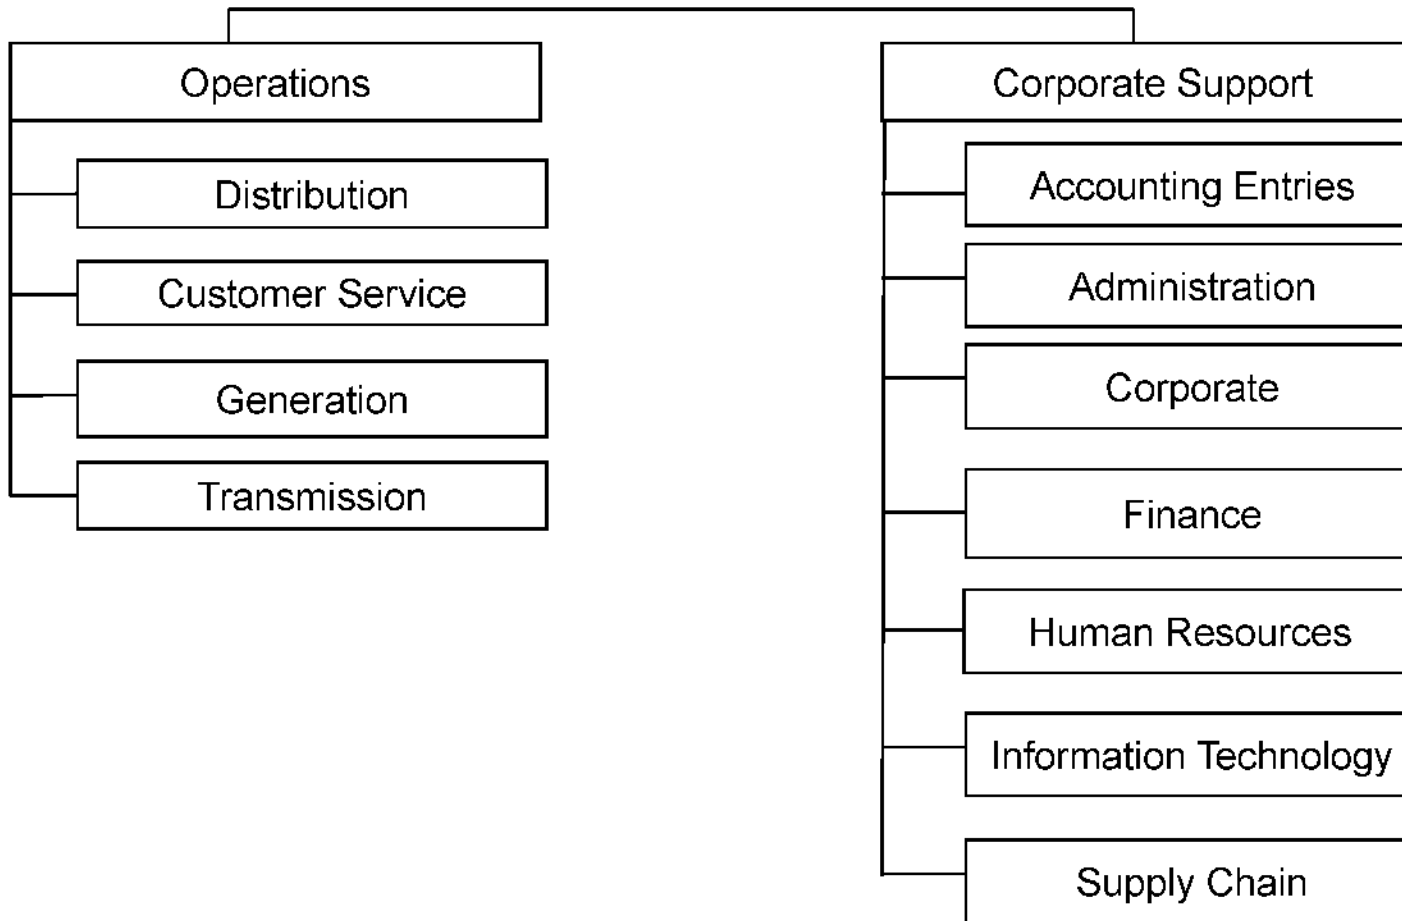 Operations
Distribution
Customer Service
Generation
Transmission
Corporate Support
Accounting Entries
Administration
Corporate
Finance
Human Resources
Information Technology
Supply Chain